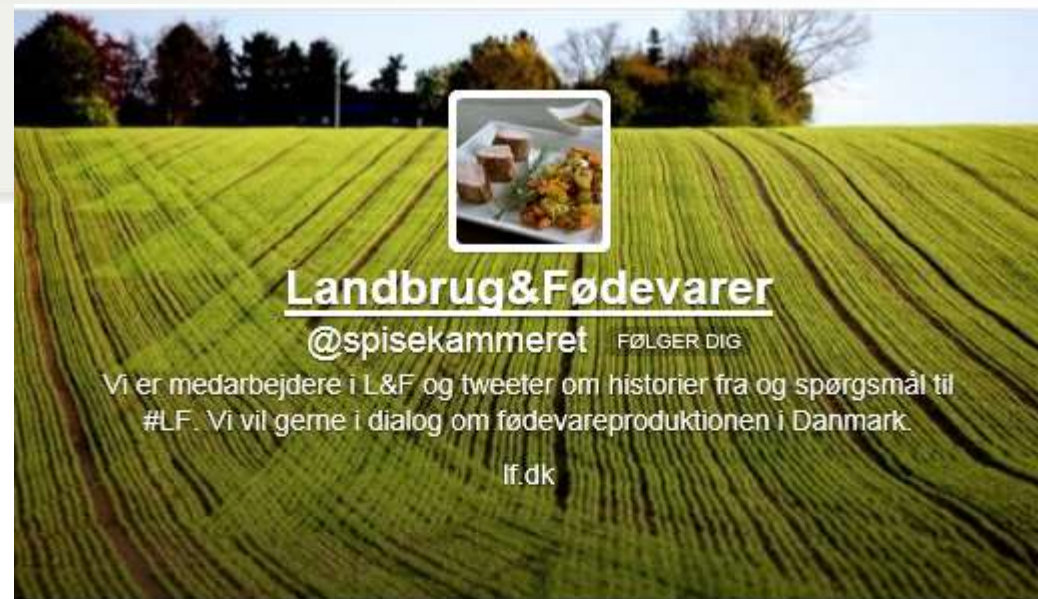 Landbrug&Fødevarer
@spisekammeret FØLGER DIG
Vi er medarbejdere i L&F og tweeter om historier fra og spørgsmål til
#LF. Vi vil gerne i dialog om fødevareproduktionen i Danmark.
lf.dk